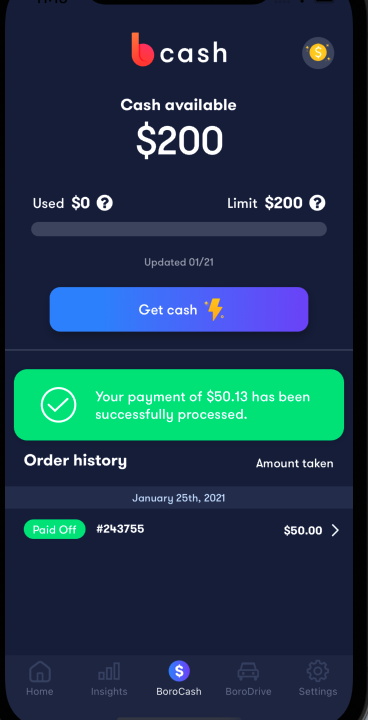 b cash
Cash available
$200
Used $0 ? Limit $200 ?
Updated 01/21
Get cash
Your payment of $50.13 has been
successfully processed.
Order history Amount taken
January 25th, 2021
Paid Off #243755 $50.00
Home Insights BoroCash BoroDrive Settings